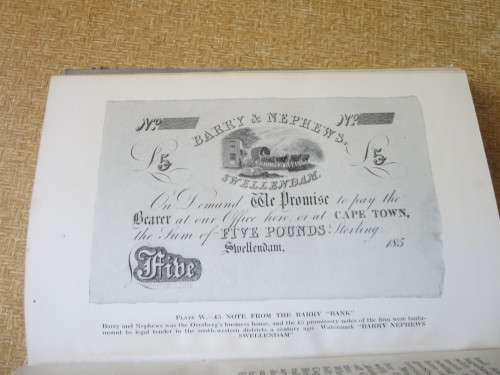 No. No.
BARRY & NEPHEWS,
£5 £5
SWELLENDAM.
On Demand We Promise to pay the
Bearer at our Office here, or at CAPE TOWN,
the Sum of FIVE POUNDS Sterling.
Swellendam, 185
Five
PLATE W.—£5 NOTE FROM THE BARRY "BANK"
Barry and Nephews was the Overberg's business house, and the £5 promissory notes of the firm were tanta-
mount to legal tender in the south-western districts a century ago. Watermark "BARRY NEPHEWS
SWELLENDAM"